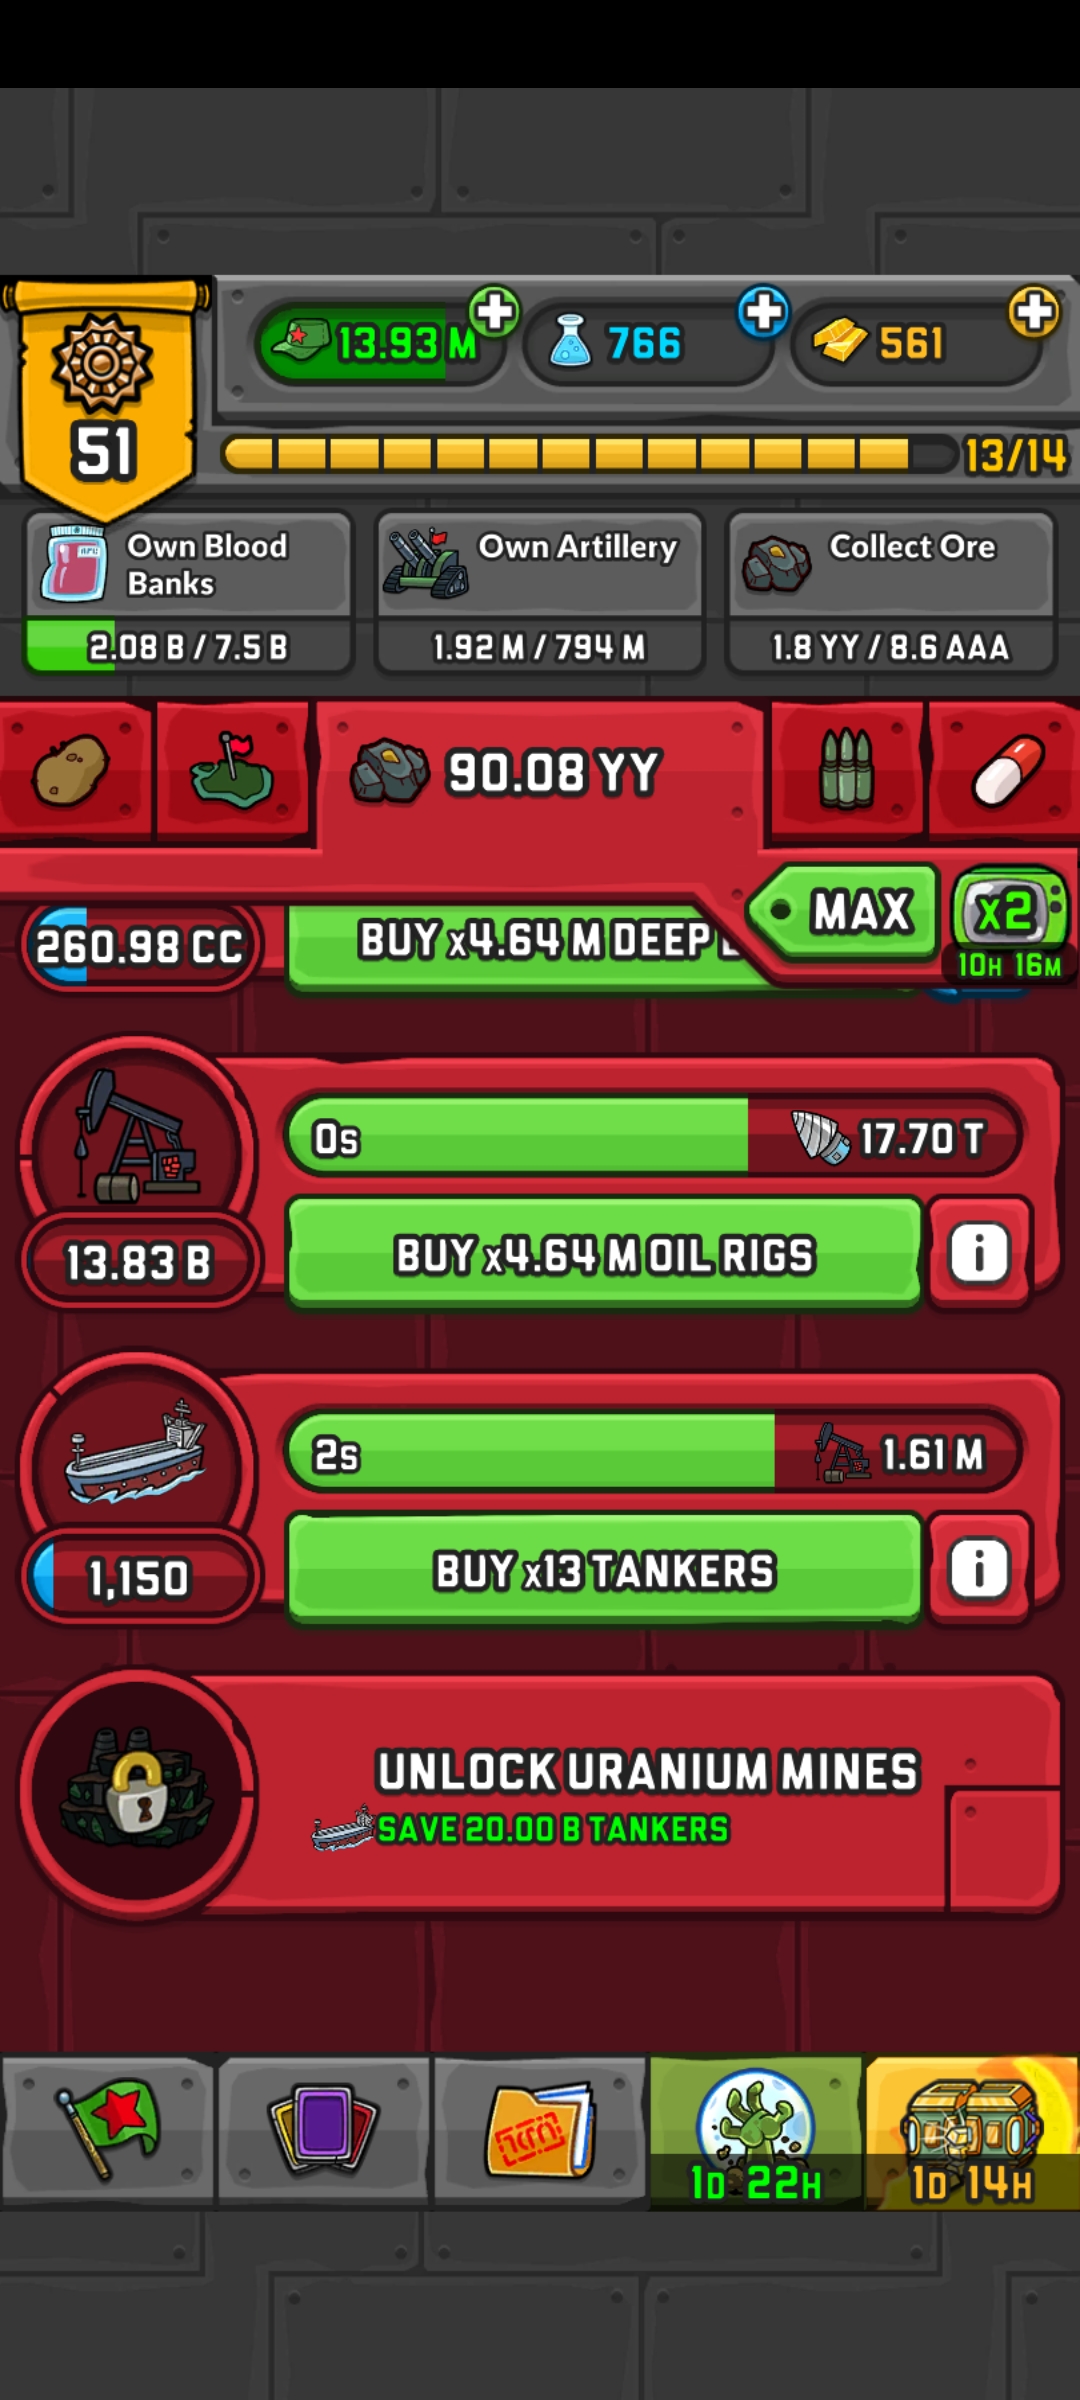 13.93 M
766
561
51
13/14
Own Blood
Banks
2.08 B / 7.5 B
Own Artillery
1.92 M / 794 M
Collect Ore
1.8 YY / 8.6 AAA
90.08 YY
MAX
x2
10H 16M
260.98 CC
BUY x4.64 M DEEP
0s
17.70 T
13.83 B
BUY x4.64 M OIL RIGS
i
2s
1.61 M
1,150
BUY x13 TANKERS
i
UNLOCK URANIUM MINES
SAVE 20.00 B TANKERS
1D 22H
1D 14H